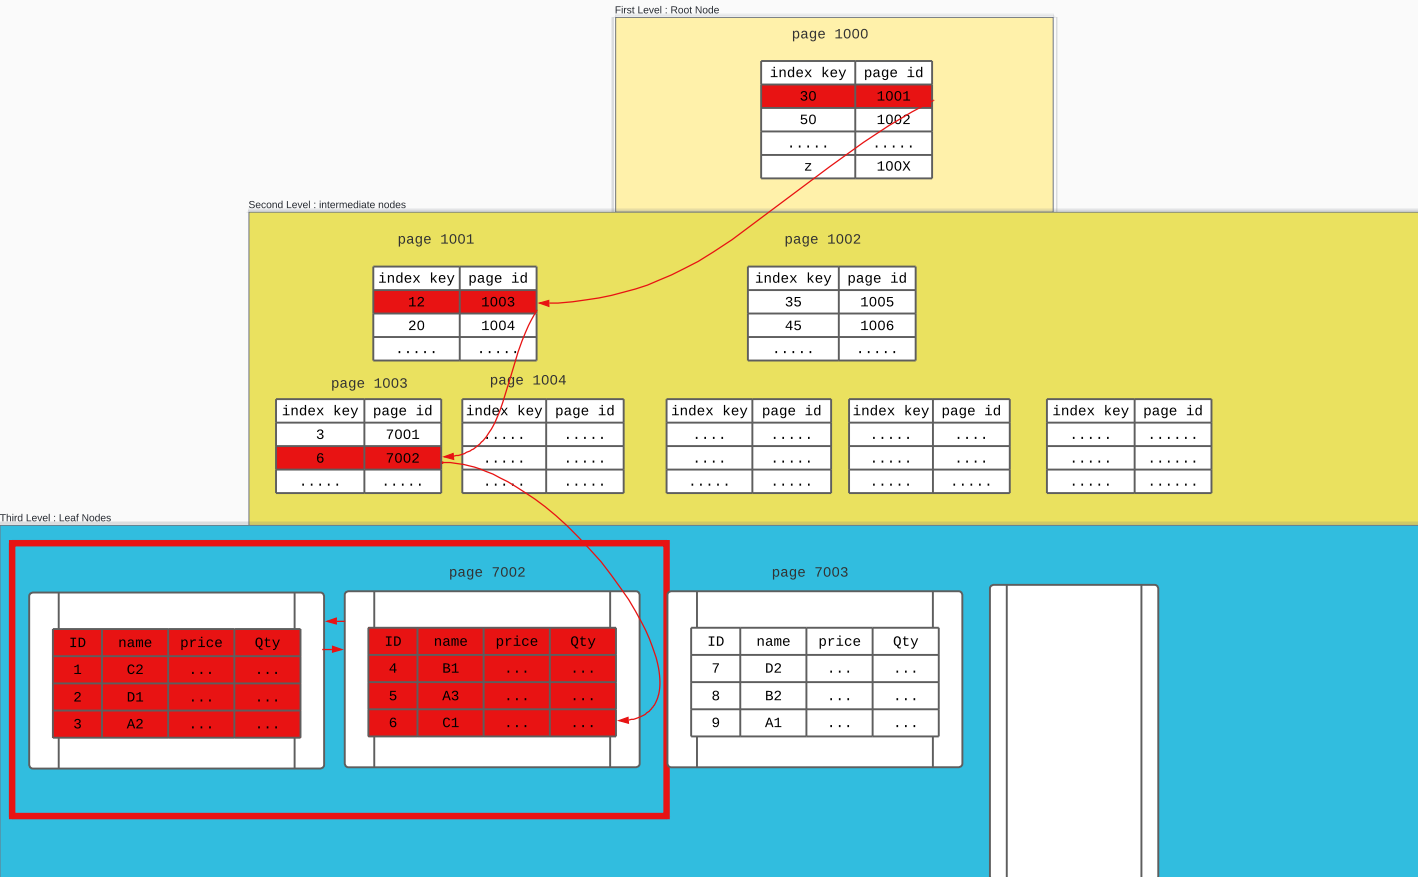 First Level : Root Node
page 1000
index key page id
30 1001
50 1002
..... .....
z 100X
Second Level : intermediate nodes
page 1001
index key page id
12 1003
20 1004
..... .....
page 1002
index key page id
35 1005
45 1006
..... .....
page 1003
index key page id
3 7001
6 7002
..... .....
page 1004
index key page id
..... .....
..... .....
..... .....
index key page id
.... .....
.... .....
..... .....
index key page id
..... ....
..... ....
..... .....
index key page id
..... ......
..... ......
..... ......
Third Level : Leaf Nodes
ID name price Qty
1 C2 ... ...
2 D1 ... ...
3 A2 ... ...
page 7002
ID name price Qty
4 B1 ... ...
5 A3 ... ...
6 C1 ... ...
page 7003
ID name price Qty
7 D2 ... ...
8 B2 ... ...
9 A1 ... ...